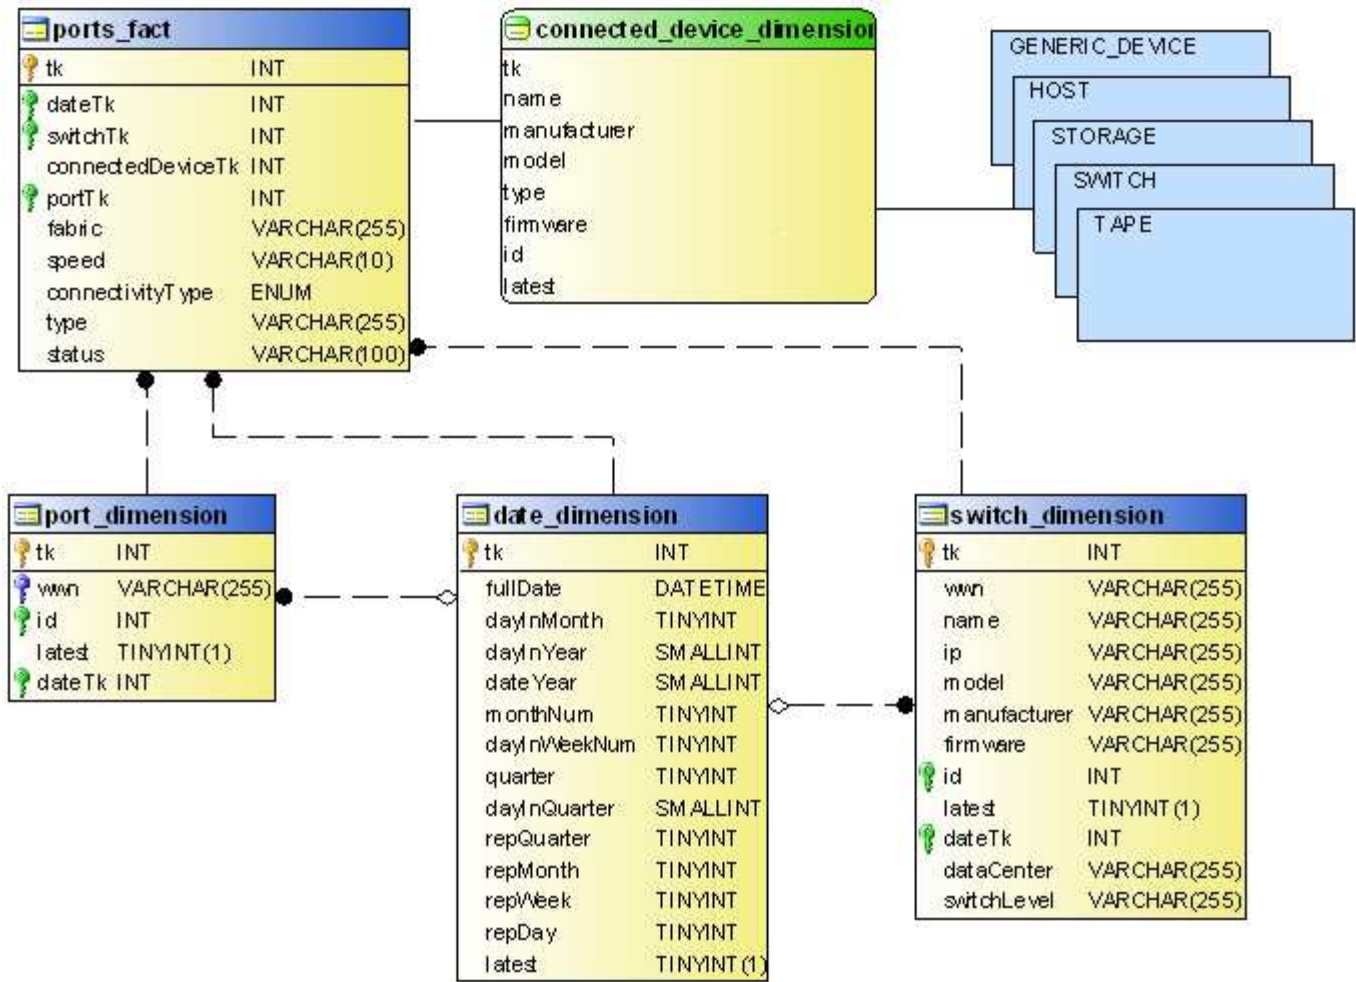 ports_fact
tk INT
dateTk INT
switchTk INT
connectedDeviceTk INT
portTk INT
fabric VARCHAR(255)
speed VARCHAR(10)
connectivityType ENUM
type VARCHAR(255)
status VARCHAR(100)
connected_device_dimension
tk
name
manufacturer
model
type
firmware
id
latest
GENERIC_DEVICE
HOST
STORAGE
SWITCH
TAPE
port_dimension
tk INT
wwn VARCHAR(255)
id INT
latest TINYINT(1)
dateTk INT
date_dimension
tk INT
fullDate DATETIME
dayInMonth TINYINT
dayInYear SMALLINT
dateYear SMALLINT
monthNum TINYINT
dayInWeekNum TINYINT
quarter TINYINT
dayInQuarter SMALLINT
repQuarter TINYINT
repMonth TINYINT
repWeek TINYINT
repDay TINYINT
latest TINYINT(1)
switch_dimension
tk INT
wwn VARCHAR(255)
name VARCHAR(255)
ip VARCHAR(255)
model VARCHAR(255)
manufacturer VARCHAR(255)
firmware VARCHAR(255)
id INT
latest TINYINT(1)
dateTk INT
dataCenter VARCHAR(255)
switchLevel VARCHAR(255)